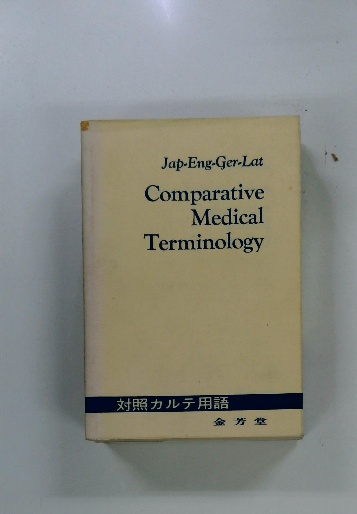 Jap-Eng-Ger-Lat
Comparative
Medical
Terminology
対照カルテ用語
金芳堂